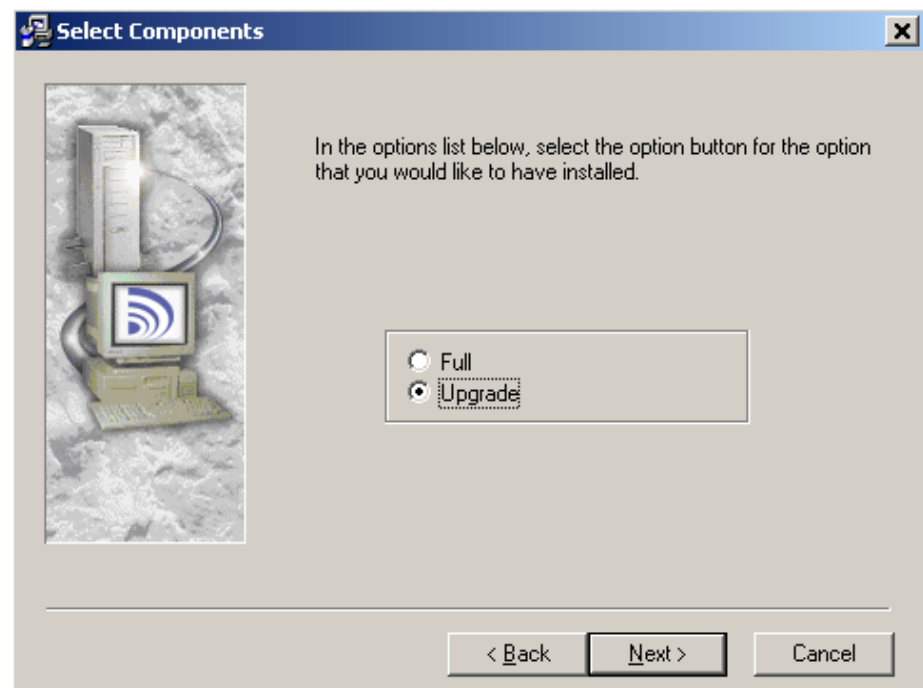 Select Components
In the options list below, select the option button for the option
that you would like to have installed.
Full
Upgrade
< Back
Next >
Cancel